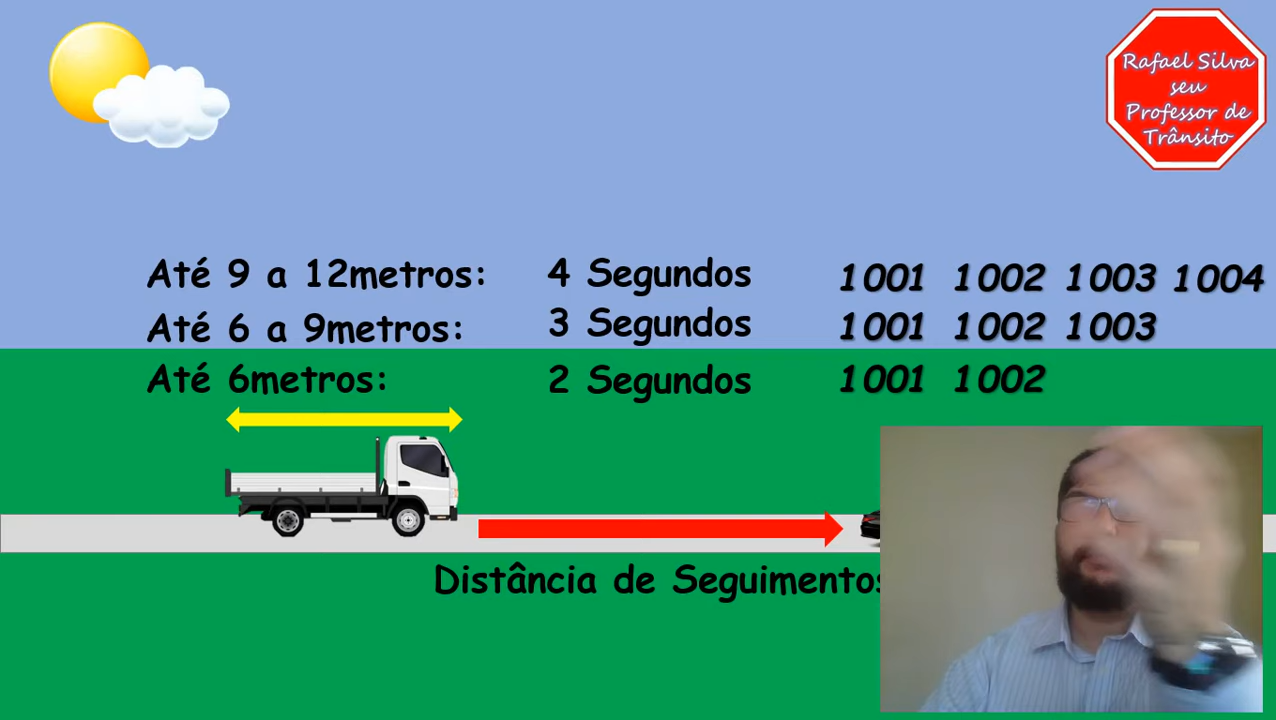 Rafael Silva
seu
Professor de
Trânsito
Até 9 a 12metros: 4 Segundos 1001 1002 1003 1004
Até 6 a 9metros: 3 Segundos 1001 1002 1003
Até 6metros: 2 Segundos 1001 1002
Distância de Seguimentos